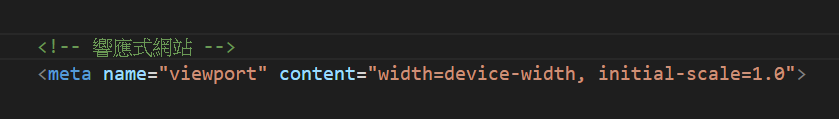 <!-- 響應式網站 -->
<meta name="viewport" content="width=device-width, initial-scale=1.0">